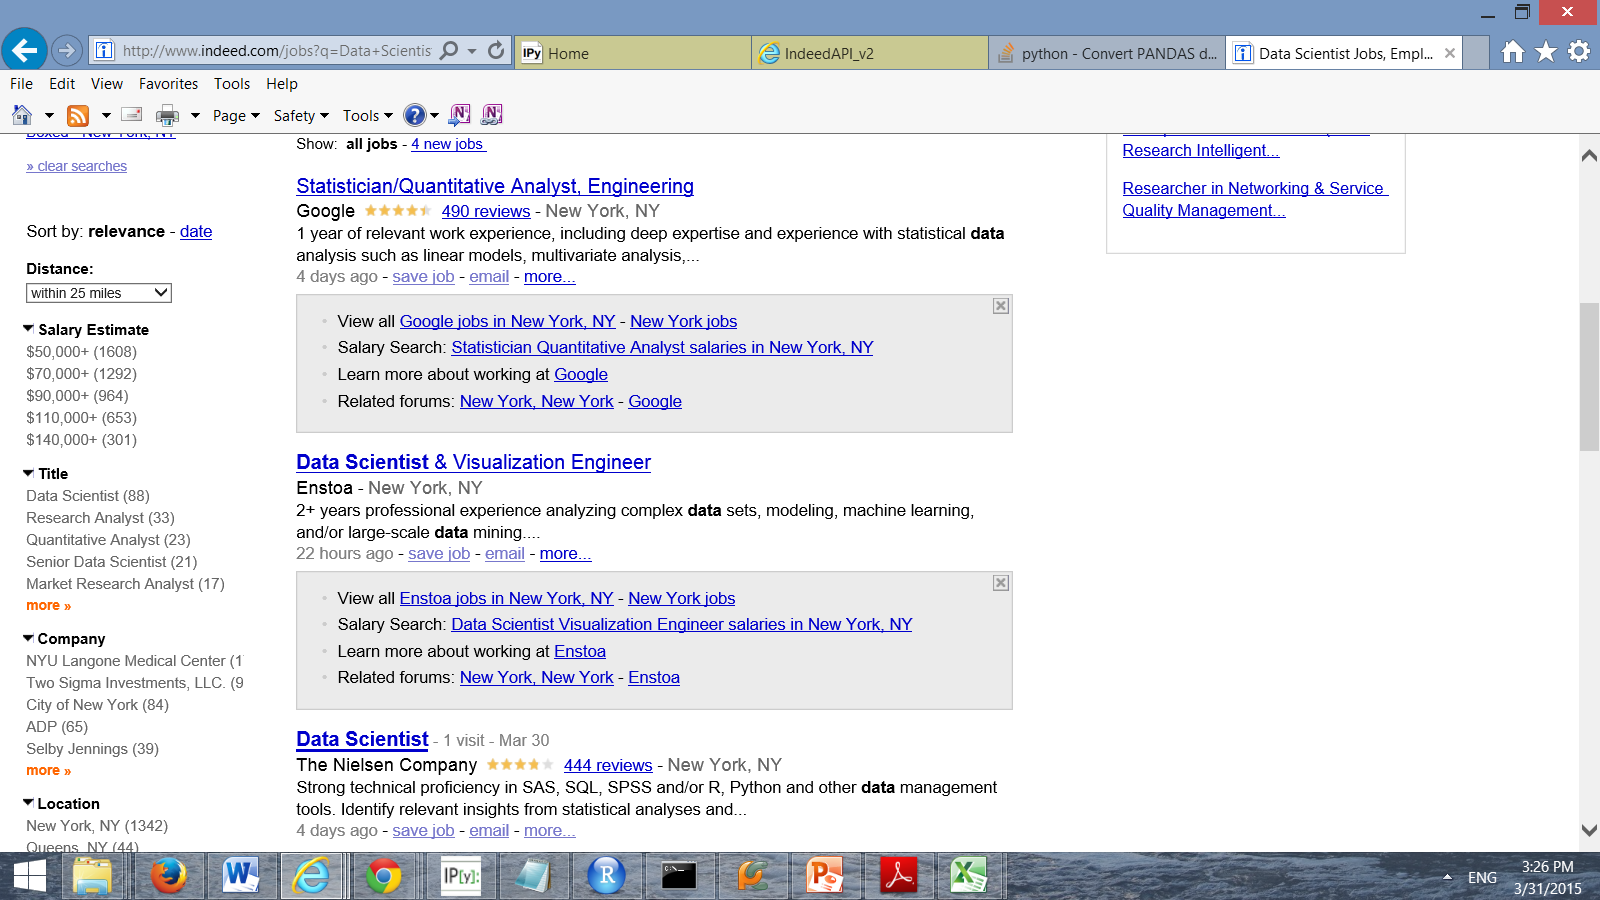 http://www.indeed.com/jobs?q=Data+Scientis
IPy Home
IndeedAPI_v2
python - Convert PANDAS d...
Data Scientist Jobs, Empl...
File Edit View Favorites Tools Help
Page Safety Tools
Boxed - New York, NY
» clear searches
Sort by: relevance - date
Distance:
within 25 miles
Salary Estimate
$50,000+ (1608)
$70,000+ (1292)
$90,000+ (964)
$110,000+ (653)
$140,000+ (301)
Title
Data Scientist (88)
Research Analyst (33)
Quantitative Analyst (23)
Senior Data Scientist (21)
Market Research Analyst (17)
more »
Company
NYU Langone Medical Center (1
Two Sigma Investments, LLC. (9
City of New York (84)
ADP (65)
Selby Jennings (39)
more »
Location
New York, NY (1342)
Queens, NY (44)
Show: all jobs - 4 new jobs
Statistician/Quantitative Analyst, Engineering
Google 490 reviews - New York, NY
1 year of relevant work experience, including deep expertise and experience with statistical data
analysis such as linear models, multivariate analysis,...
4 days ago - save job - email - more...
View all Google jobs in New York, NY - New York jobs
Salary Search: Statistician Quantitative Analyst salaries in New York, NY
Learn more about working at Google
Related forums: New York, New York - Google
Data Scientist & Visualization Engineer
Enstoa - New York, NY
2+ years professional experience analyzing complex data sets, modeling, machine learning,
and/or large-scale data mining....
22 hours ago - save job - email - more...
View all Enstoa jobs in New York, NY - New York jobs
Salary Search: Data Scientist Visualization Engineer salaries in New York, NY
Learn more about working at Enstoa
Related forums: New York, New York - Enstoa
Data Scientist - 1 visit - Mar 30
The Nielsen Company 444 reviews - New York, NY
Strong technical proficiency in SAS, SQL, SPSS and/or R, Python and other data management
tools. Identify relevant insights from statistical analyses and...
4 days ago - save job - email - more...
Research Intelligent...
Researcher in Networking & Service
Quality Management...
IP[y]:
ENG
3:26 PM
3/31/2015